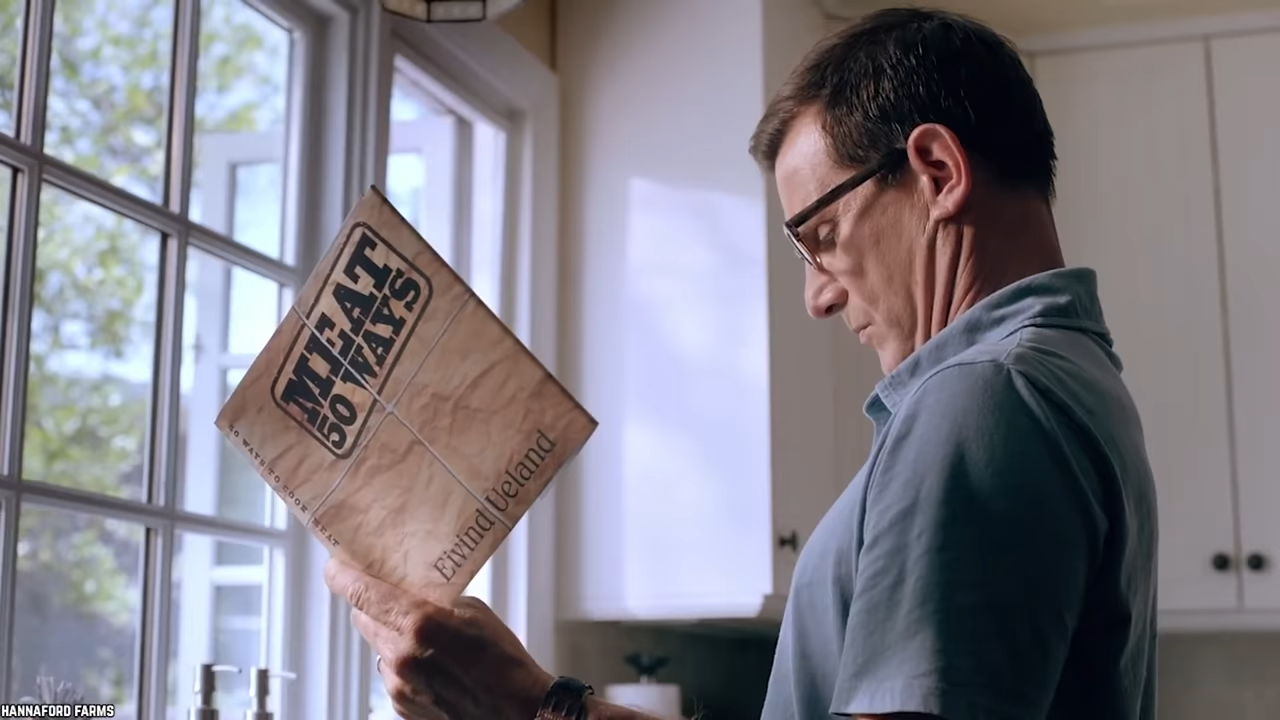 MEAT
50 WAYS
50 WAYS TO COOK MEAT
Eivind Ueland
HANNAFORD FARMS